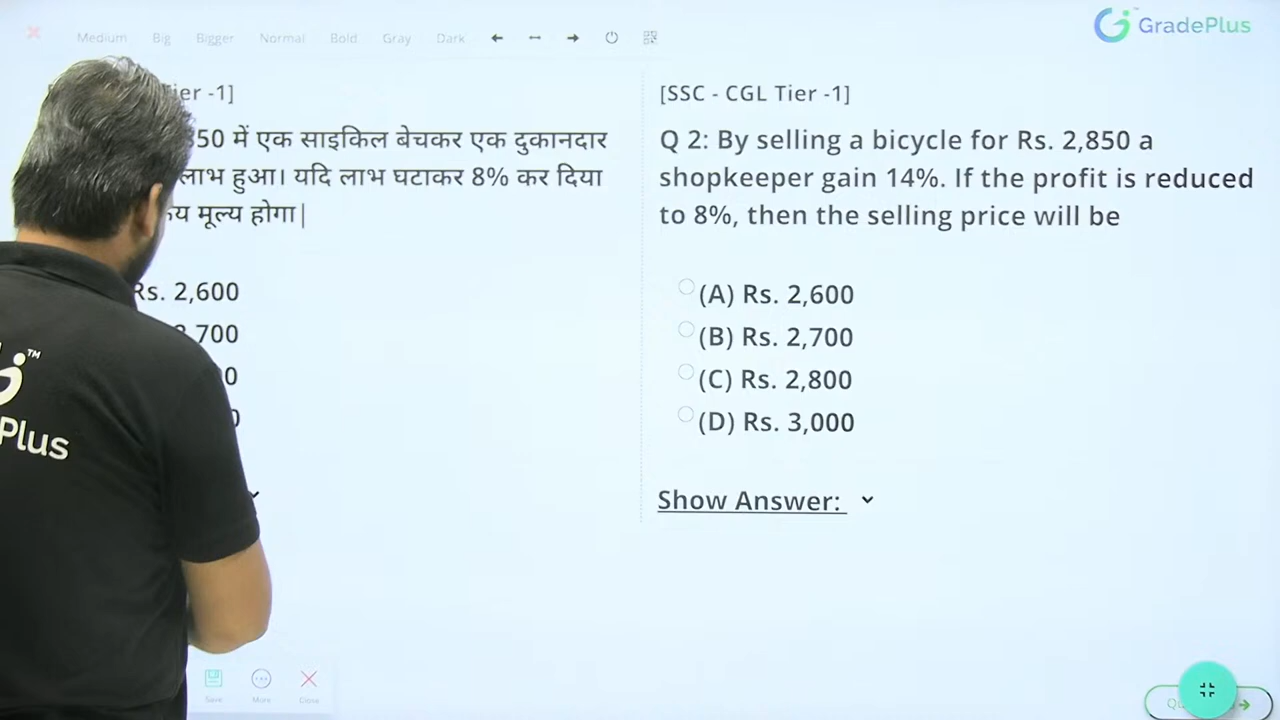 Medium Big Bigger Normal Bold Gray Dark
GradePlus
ier -1]
50 में एक साइकिल बेचकर एक दुकानदार
लाभ हुआ। यदि लाभ घटाकर 8% कर दिया
मूल्य होगा|
Rs. 2,600
,700
[SSC - CGL Tier -1]
Q 2: By selling a bicycle for Rs. 2,850 a
shopkeeper gain 14%. If the profit is reduced
to 8%, then the selling price will be
(A) Rs. 2,600
(B) Rs. 2,700
(C) Rs. 2,800
(D) Rs. 3,000
Show Answer:
TM
Plus
Save More Close